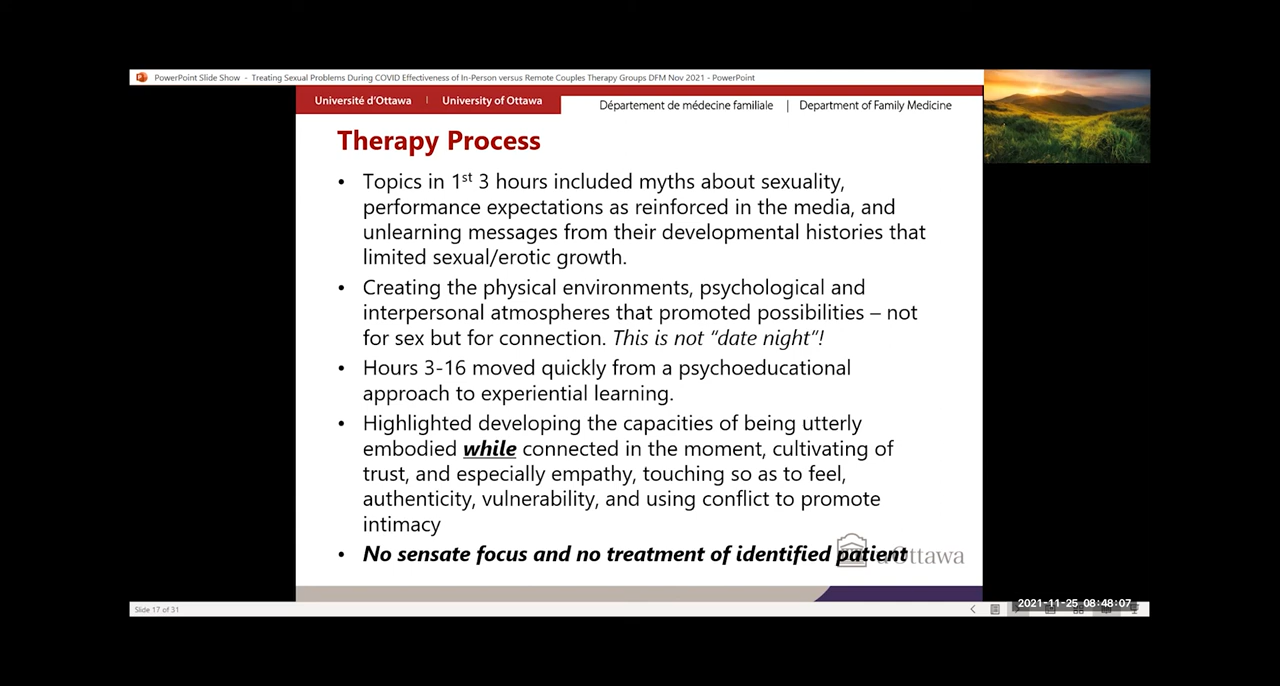 PowerPoint Slide Show - Treating Sexual Problems During COVID Effectiveness of In-Person versus Remote Couples Therapy Groups DFM Nov 2021 - PowerPoint
Université d'Ottawa | University of Ottawa
Département de médecine familiale | Department of Family Medicine
Therapy Process
• Topics in 1st 3 hours included myths about sexuality,
performance expectations as reinforced in the media, and
unlearning messages from their developmental histories that
limited sexual/erotic growth.
• Creating the physical environments, psychological and
interpersonal atmospheres that promoted possibilities – not
for sex but for connection. This is not “date night”!
• Hours 3-16 moved quickly from a psychoeducational
approach to experiential learning.
• Highlighted developing the capacities of being utterly
embodied while connected in the moment, cultivating of
trust, and especially empathy, touching so as to feel,
authenticity, vulnerability, and using conflict to promote
intimacy
• No sensate focus and no treatment of identified patient
uOttawa
Slide 17 of 31
2021-11-25 08:48:07